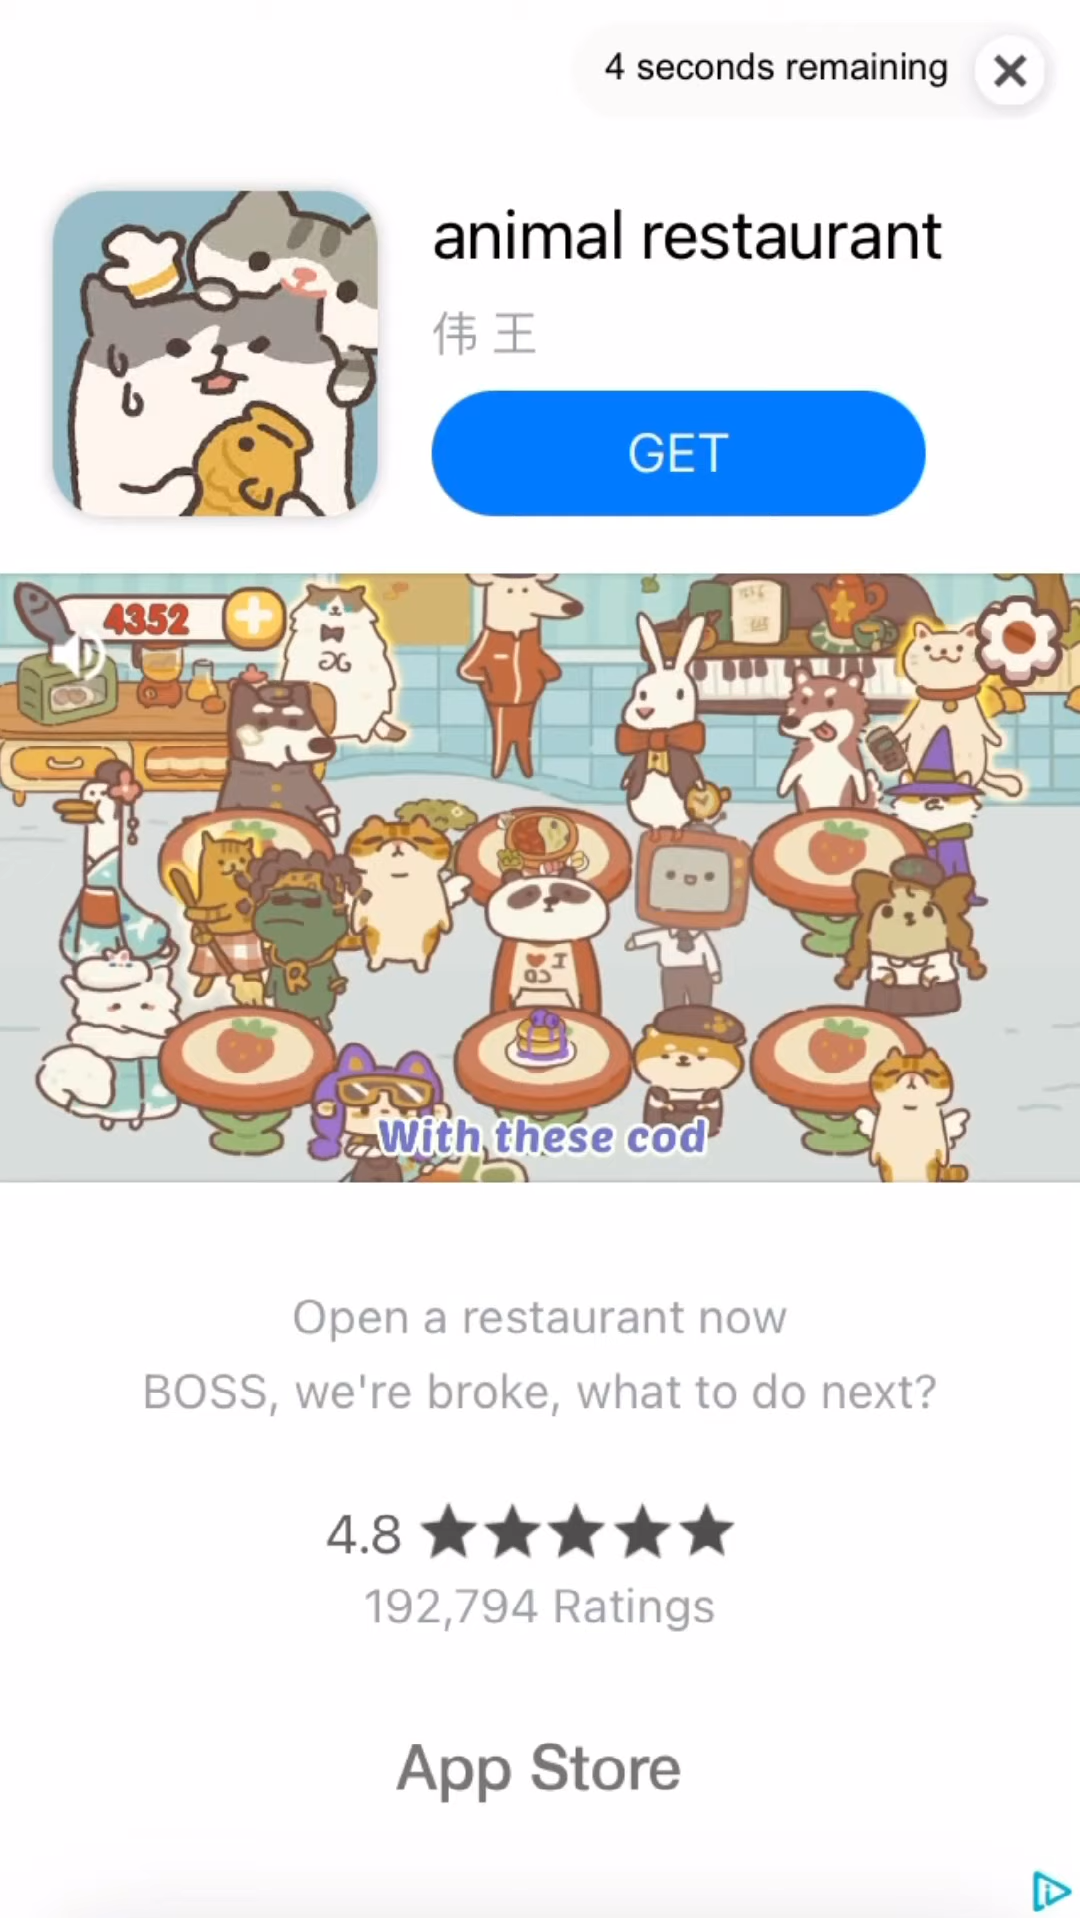 4 seconds remaining
animal restaurant
伟 王
GET
4352
R
With these cod
Open a restaurant now
BOSS, we're broke, what to do next?
4.8
192,794 Ratings
App Store